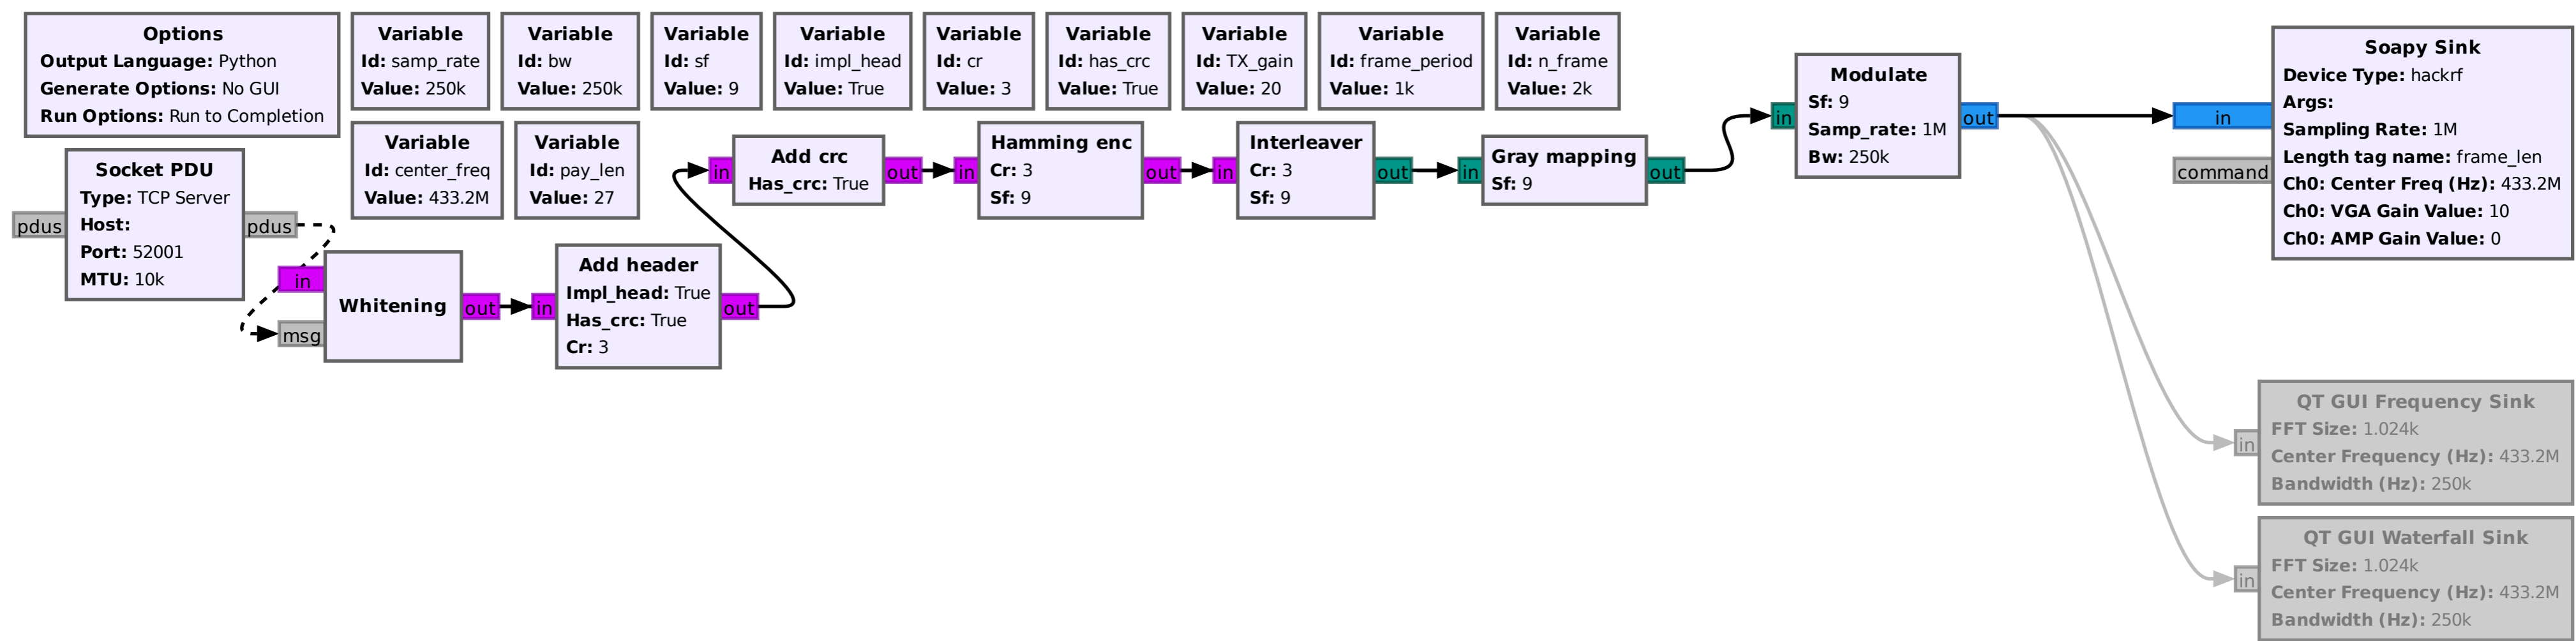 Options
Output Language: Python
Generate Options: No GUI
Run Options: Run to Completion
Variable
Id: samp_rate
Value: 250k
Variable
Id: bw
Value: 250k
Variable
Id: sf
Value: 9
Variable
Id: impl_head
Value: True
Variable
Id: cr
Value: 3
Variable
Id: has_crc
Value: True
Variable
Id: TX_gain
Value: 20
Variable
Id: frame_period
Value: 1k
Variable
Id: n_frame
Value: 2k
Variable
Id: center_freq
Value: 433.2M
Variable
Id: pay_len
Value: 27
pdus
Socket PDU
Type: TCP Server
Host:
Port: 52001
MTU: 10k
pdus
in
msg
Whitening
out
in
Add header
Impl_head: True
Has_crc: True
Cr: 3
out
in
Add crc
Has_crc: True
out
in
Hamming enc
Cr: 3
Sf: 9
out
in
Interleaver
Cr: 3
Sf: 9
out
in
Gray mapping
Sf: 9
out
in
Modulate
Sf: 9
Samp_rate: 1M
Bw: 250k
out
in
command
Soapy Sink
Device Type: hackrf
Args:
Sampling Rate: 1M
Length tag name: frame_len
Ch0: Center Freq (Hz): 433.2M
Ch0: VGA Gain Value: 10
Ch0: AMP Gain Value: 0
in
QT GUI Frequency Sink
FFT Size: 1.024k
Center Frequency (Hz): 433.2M
Bandwidth (Hz): 250k
in
QT GUI Waterfall Sink
FFT Size: 1.024k
Center Frequency (Hz): 433.2M
Bandwidth (Hz): 250k